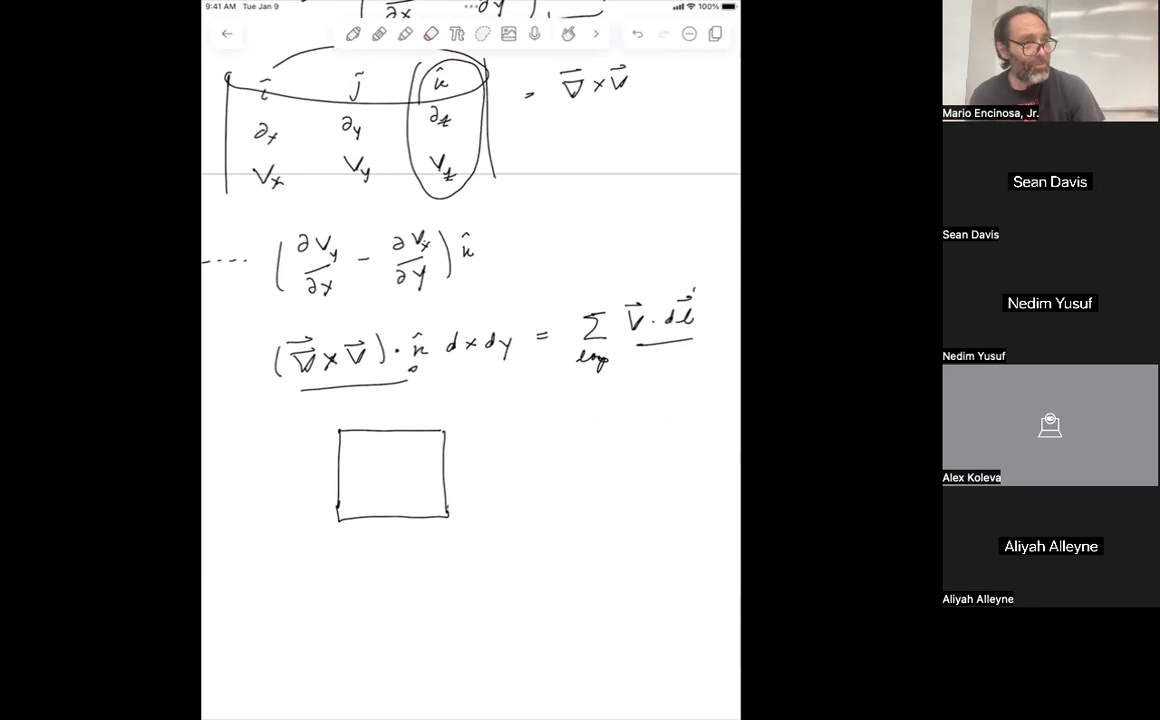 9:41 AM Tue Jan 9
100%
∂x
∂y
î ĵ k̂
= ∇⃗ × V⃗
∂x ∂y ∂z
Vx Vy Vz
.... (∂Vy/∂x − ∂Vx/∂y) k̂
(∇⃗ × V⃗) · k̂ dx dy = Σ loop V⃗ · dl⃗
Mario Encinosa, Jr.
Sean Davis
Sean Davis
Nedim Yusuf
Nedim Yusuf
Alex Koleva
Aliyah Alleyne
Aliyah Alleyne